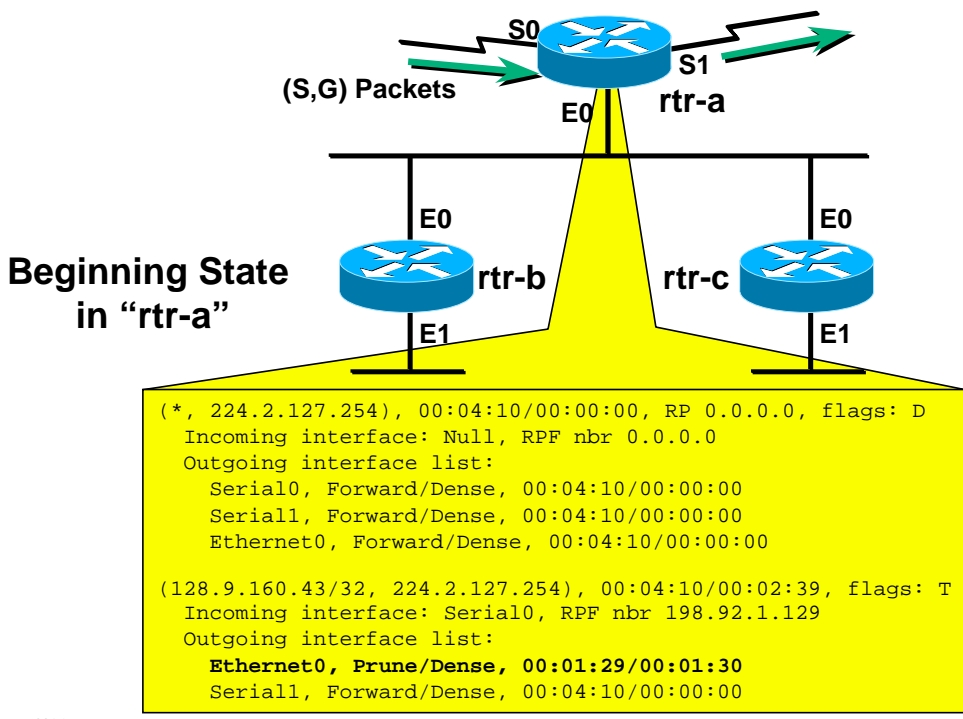 S0
S1
(S,G) Packets
rtr-a
E0
E0
E0
Beginning State
in “rtr-a”
rtr-b
rtr-c
E1
E1
(*, 224.2.127.254), 00:04:10/00:00:00, RP 0.0.0.0, flags: D
Incoming interface: Null, RPF nbr 0.0.0.0
Outgoing interface list:
Serial0, Forward/Dense, 00:04:10/00:00:00
Serial1, Forward/Dense, 00:04:10/00:00:00
Ethernet0, Forward/Dense, 00:04:10/00:00:00
(128.9.160.43/32, 224.2.127.254), 00:04:10/00:02:39, flags: T
Incoming interface: Serial0, RPF nbr 198.92.1.129
Outgoing interface list:
Ethernet0, Prune/Dense, 00:01:29/00:01:30
Serial1, Forward/Dense, 00:04:10/00:00:00